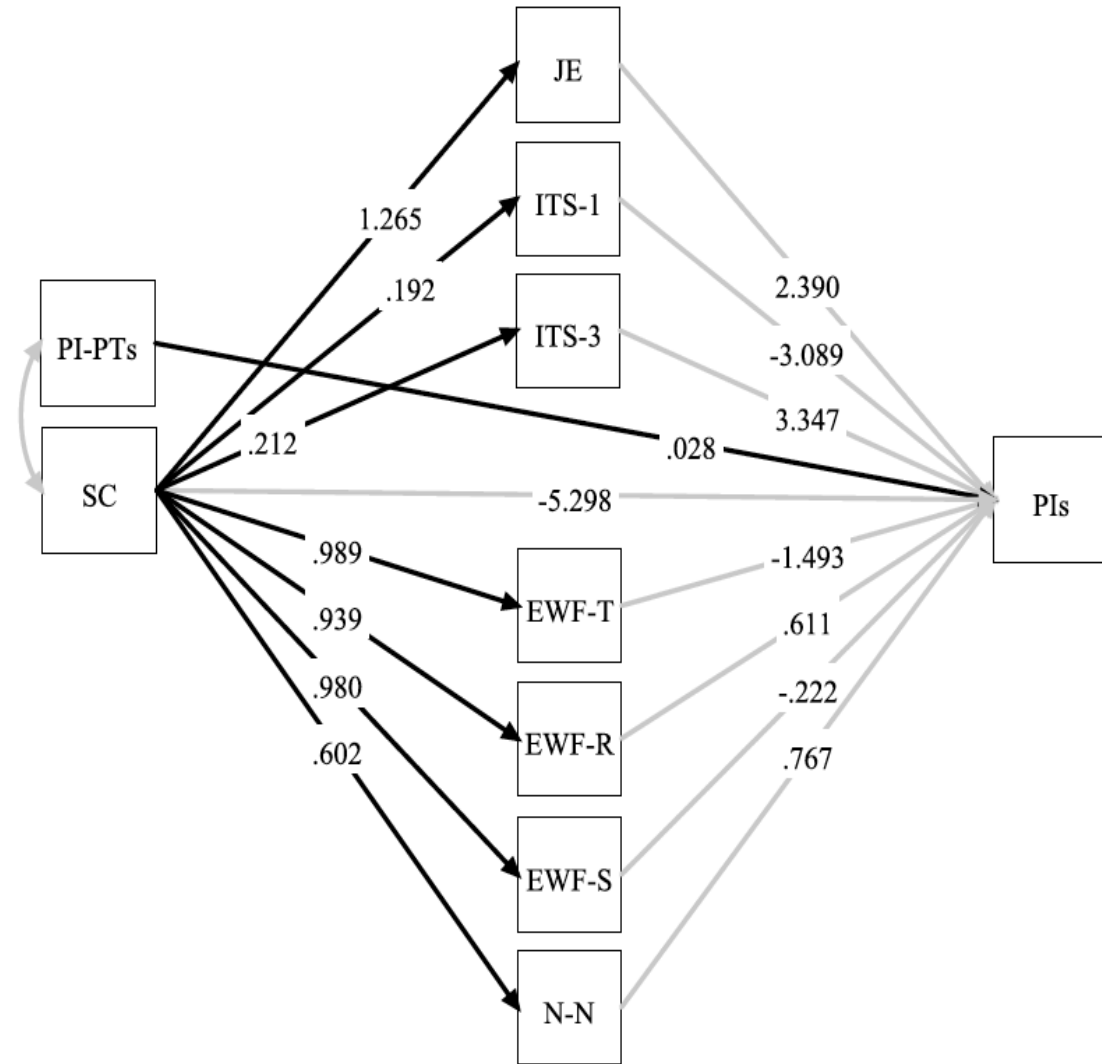 JE
ITS-1
1.265
.192
2.390
ITS-3
PI-PTs
-3.089
3.347
.212
.028
SC
-5.298
PIs
.989
-1.493
EWF-T
.939
.611
.980
-.222
EWF-R
.602
.767
EWF-S
N-N